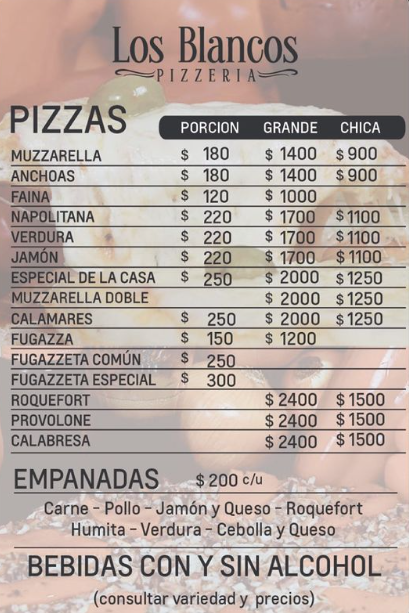 Los Blancos
PIZZERIA
PIZZAS PORCION GRANDE CHICA
MUZZARELLA $ 180 $ 1400 $ 900
ANCHOAS $ 180 $ 1400 $ 900
FAINA $ 120 $ 1000
NAPOLITANA $ 220 $ 1700 $ 1100
VERDURA $ 220 $ 1700 $ 1100
JAMÓN $ 220 $ 1700 $ 1100
ESPECIAL DE LA CASA $ 250 $ 2000 $ 1250
MUZZARELLA DOBLE $ 2000 $ 1250
CALAMARES $ 250 $ 2000 $ 1250
FUGAZZA $ 150 $ 1200
FUGAZZETA COMÚN $ 250
FUGAZZETA ESPECIAL $ 300
ROQUEFORT $ 2400 $ 1500
PROVOLONE $ 2400 $ 1500
CALABRESA $ 2400 $ 1500
EMPANADAS $ 200 c/u
Carne - Pollo - Jamón y Queso - Roquefort
Humita - Verdura - Cebolla y Queso
BEBIDAS CON Y SIN ALCOHOL
(consultar variedad y precios)